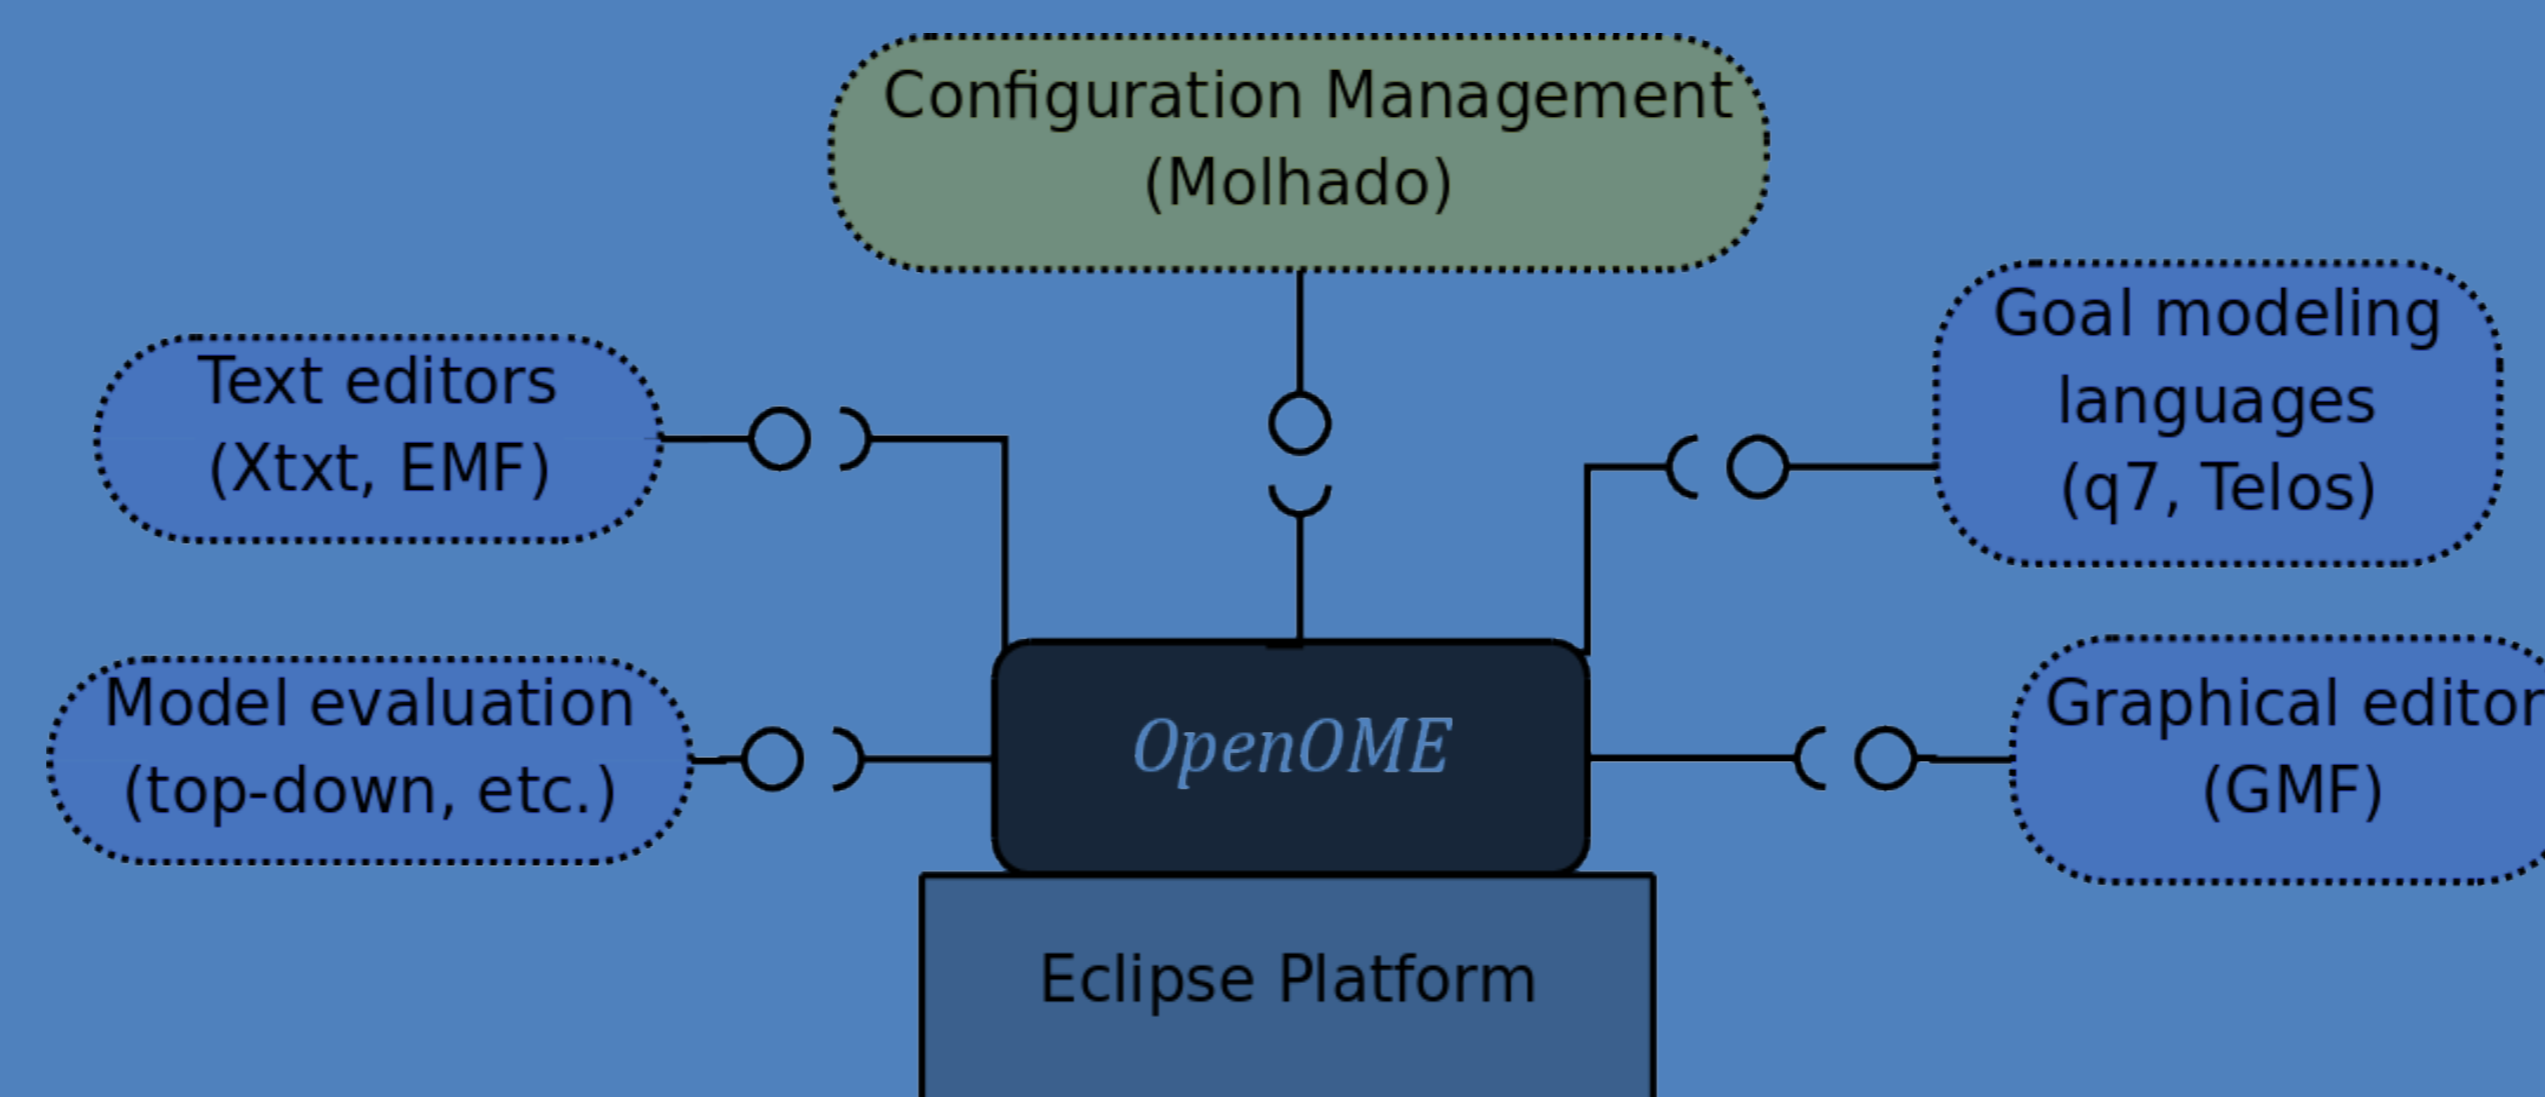 Configuration Management
(Molhado)
Text editors
(Xtxt, EMF)
Goal modeling
languages
(q7, Telos)
Model evaluation
(top-down, etc.)
OpenOME
Graphical editor
(GMF)
Eclipse Platform